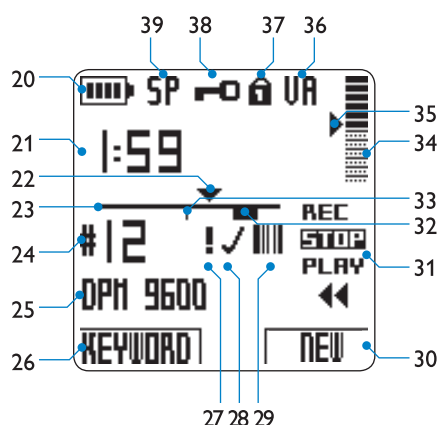 39 38 37 36
20 SP VA
35
21 1:59 34
22
23 33
32
24 #12 ! REC
STOP 31
25 DPM 9600 PLAY
26 KEYWORD NEW 30
27 28 29